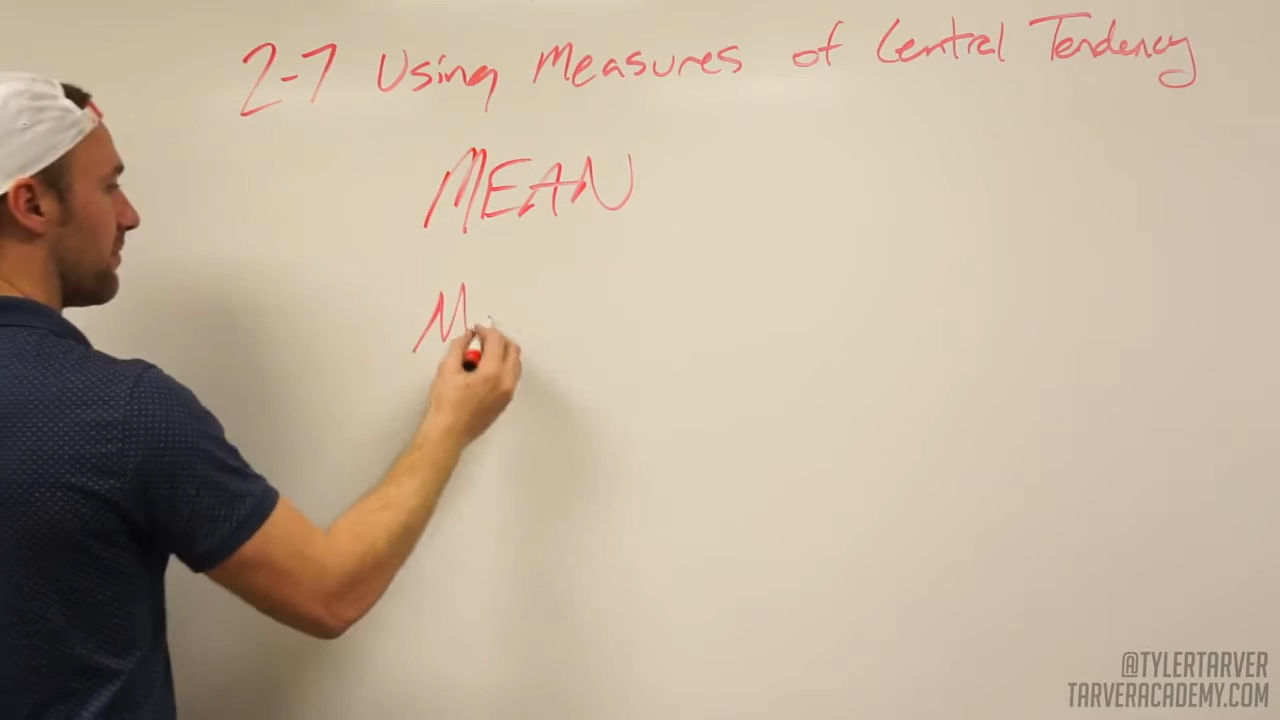 2-7 Using Measures of Central Tendency
MEAN
M
@TYLERTARVER
TARVERACADEMY.COM